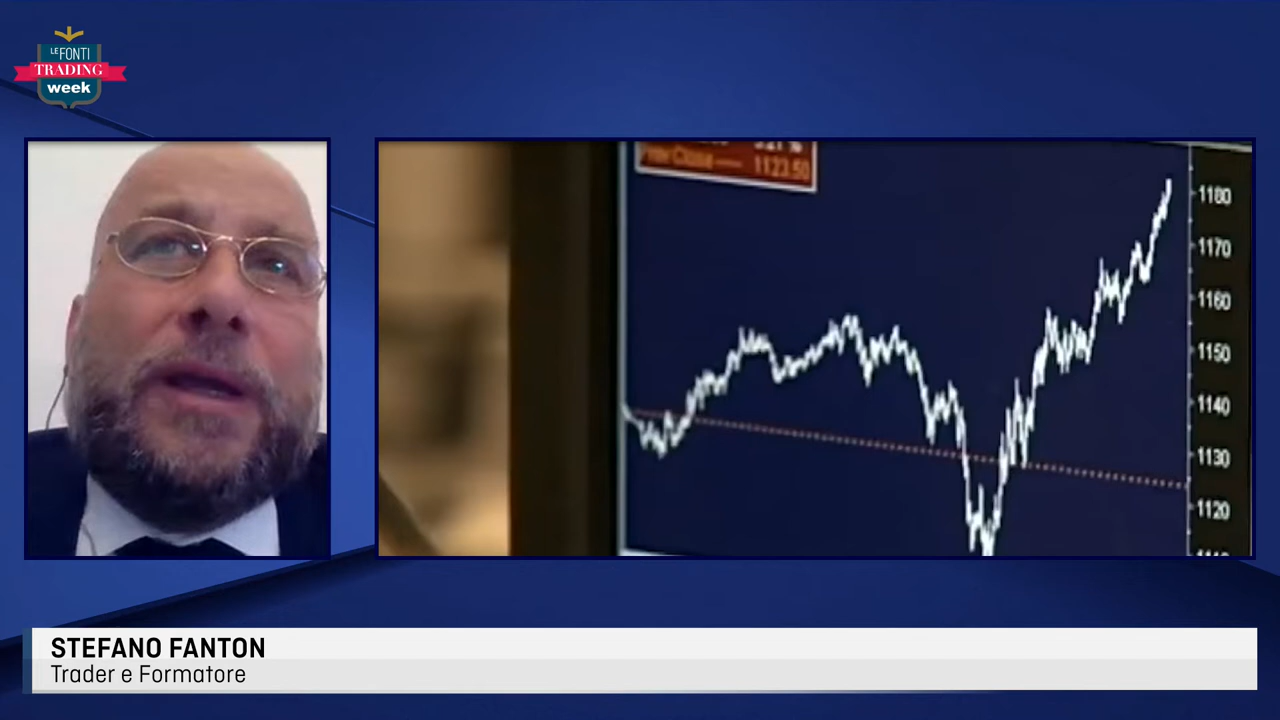 LE FONTI
TRADING
week
Prev Close 1123.50
1180
1170
1160
1150
1140
1130
1120
STEFANO FANTON
Trader e Formatore